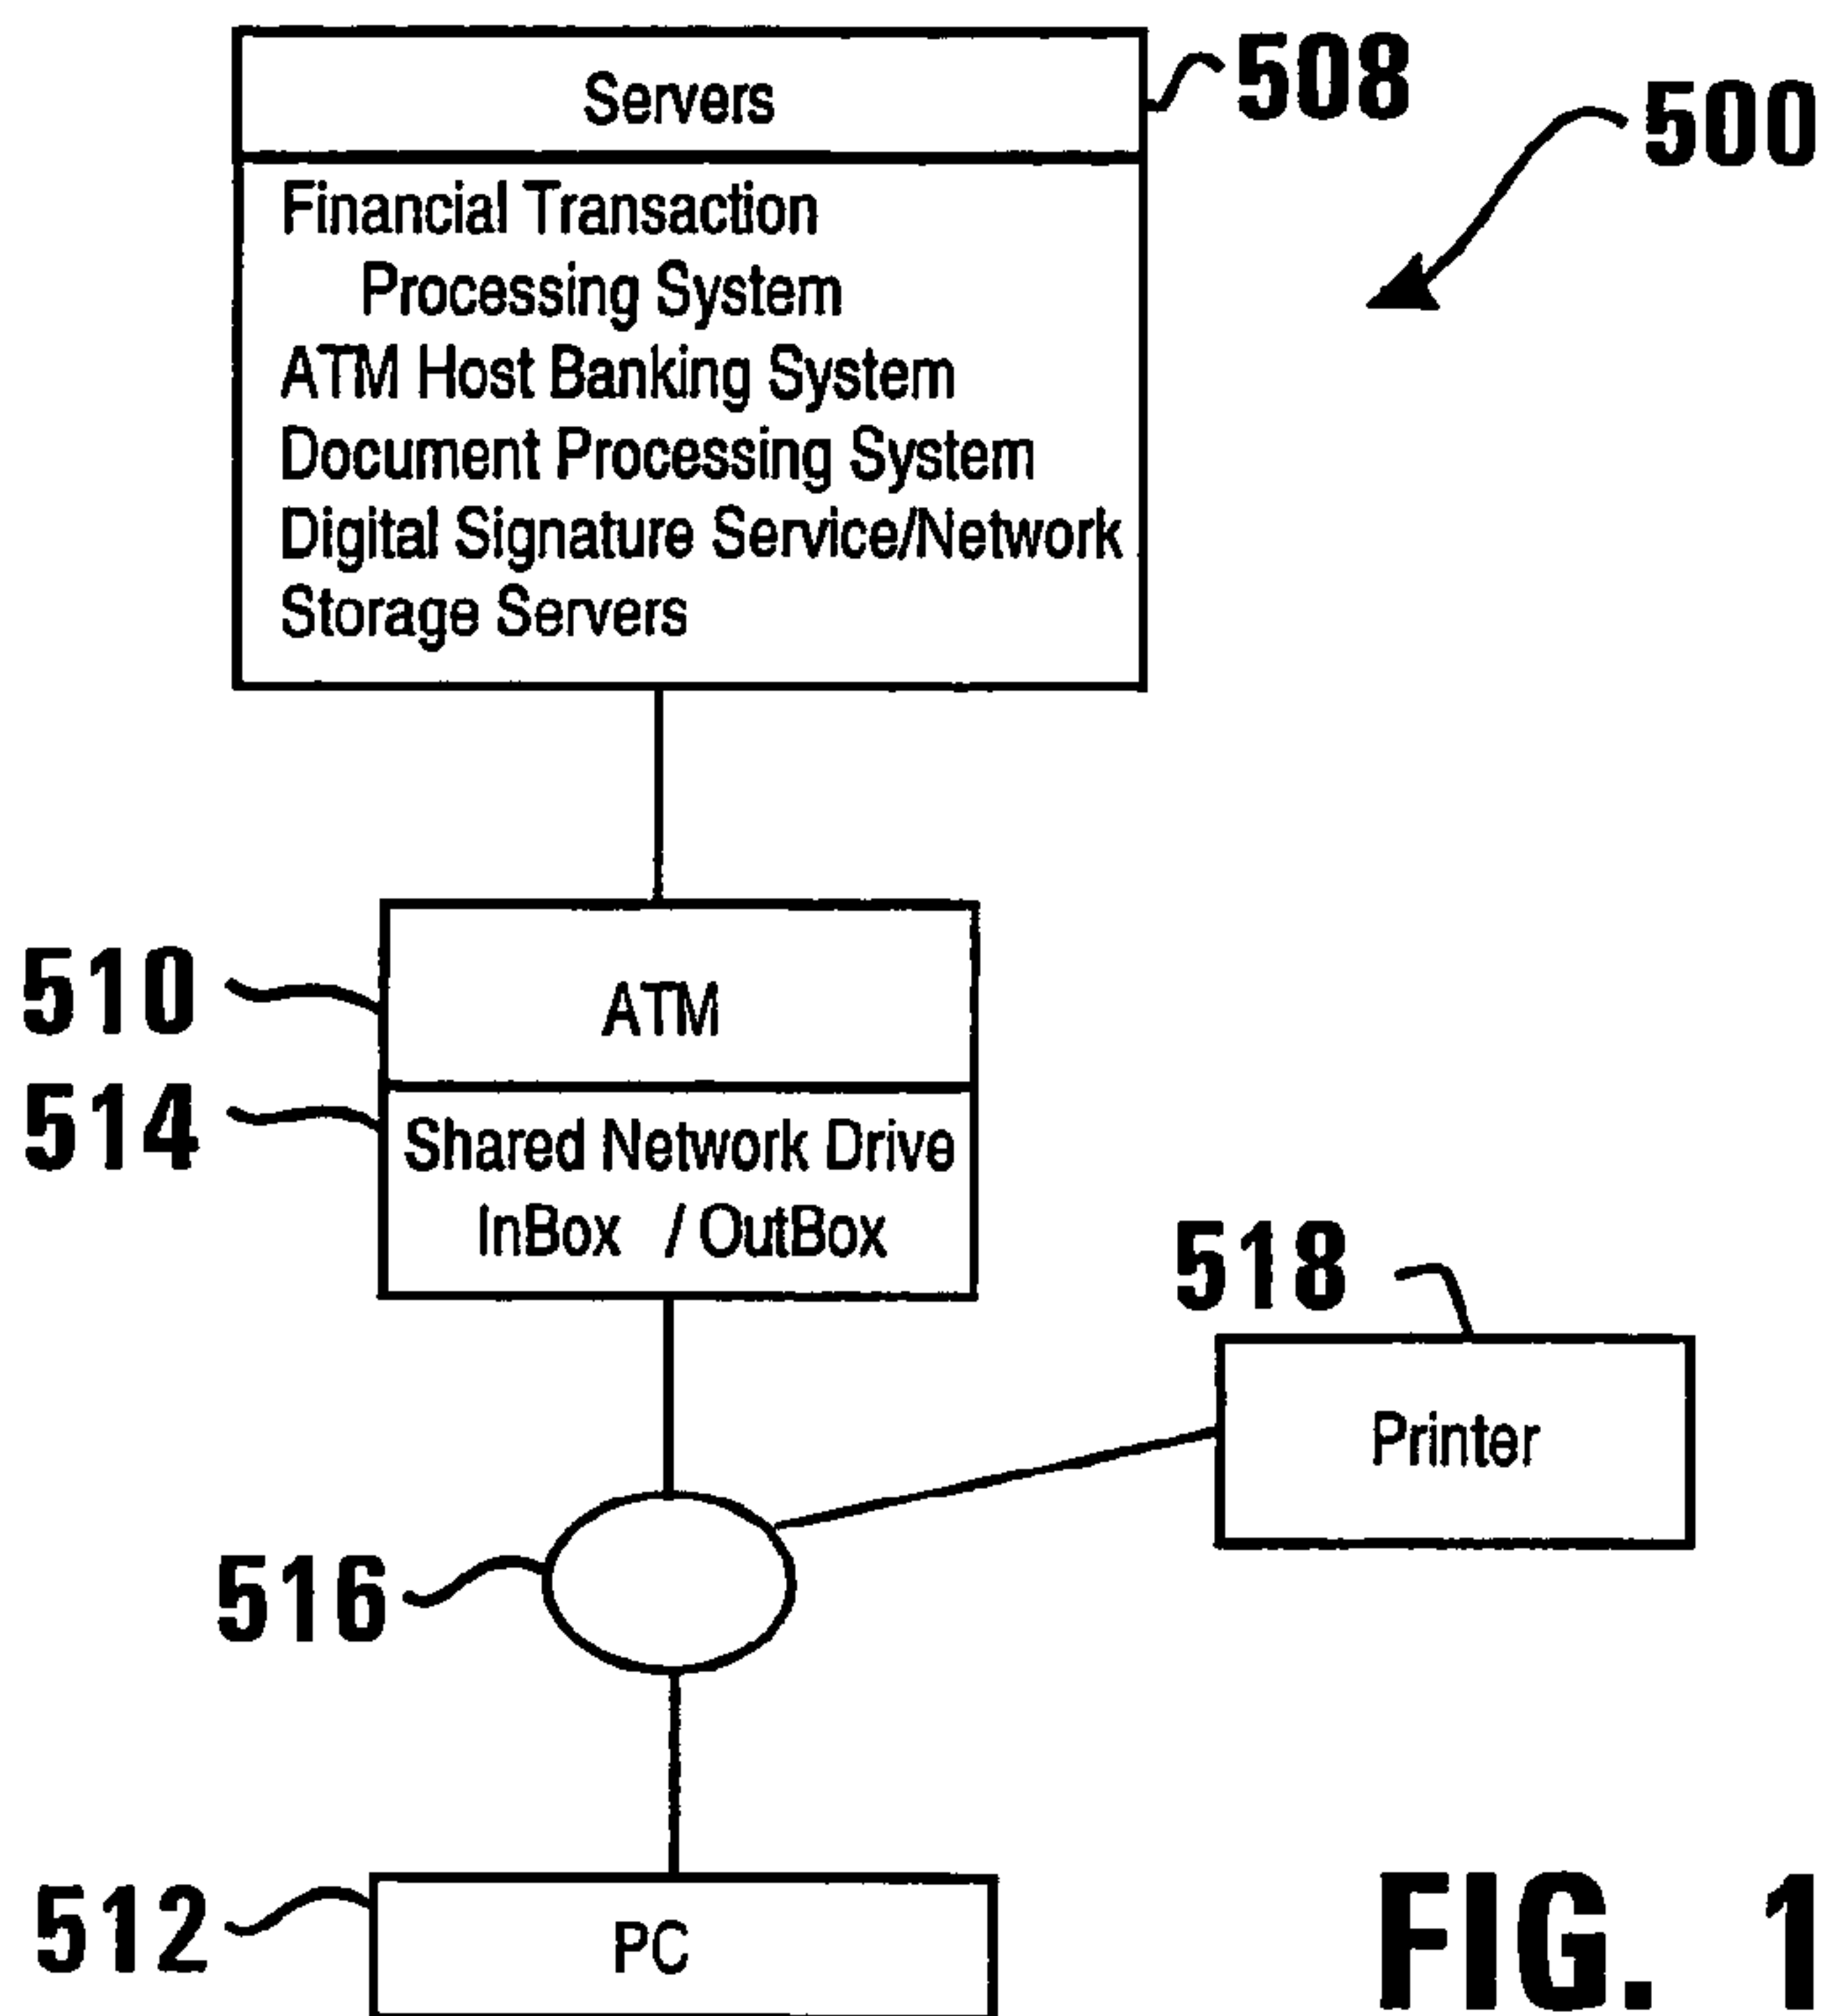 Servers
508
500
Financial Transaction
Processing System
ATM Host Banking System
Document Processing System
Digital Signature Service/Network
Storage Servers
510
ATM
514
Shared Network Drive
InBox / OutBox
518
Printer
516
512
PC
FIG. 1